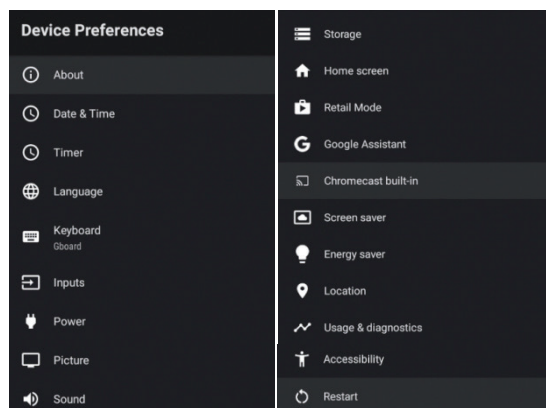 Device Preferences
About
Date & Time
Timer
Language
Keyboard
Gboard
Inputs
Power
Picture
Sound
Storage
Home screen
Retail Mode
Google Assistant
Chromecast built-in
Screen saver
Energy saver
Location
Usage & diagnostics
Accessibility
Restart